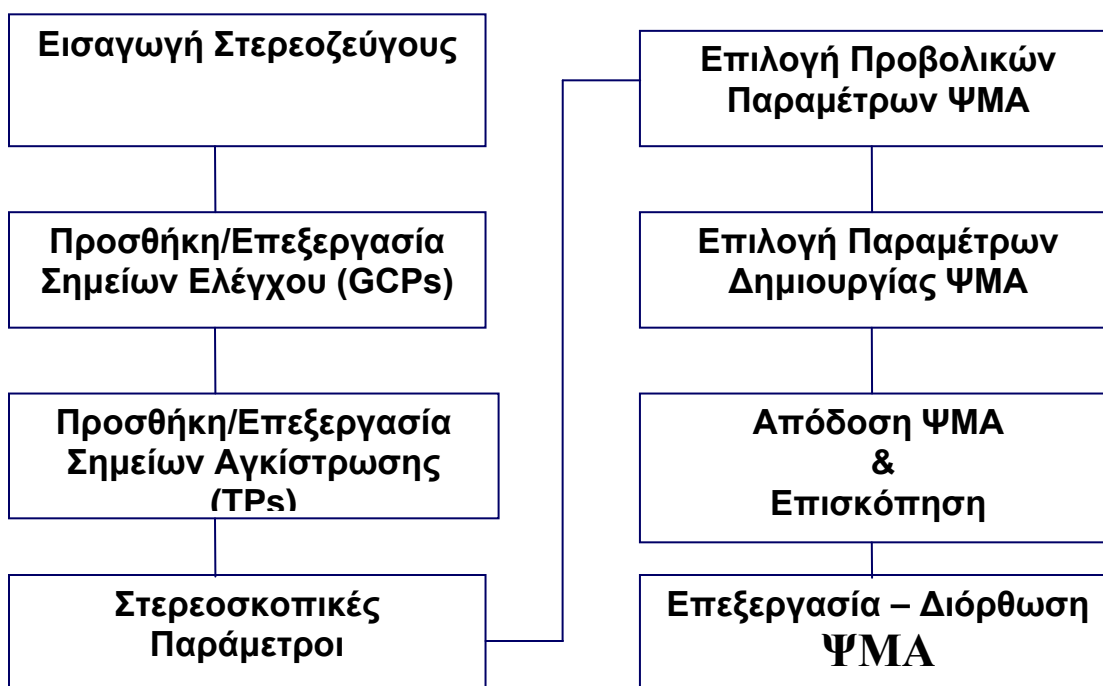 Εισαγωγή Στερεοζεύγους
Προσθήκη/Επεξεργασία
Σημείων Ελέγχου (GCPs)
Προσθήκη/Επεξεργασία
Σημείων Αγκίστρωσης
(TPs)
Στερεοσκοπικές
Παράμετροι
Επιλογή Προβολικών
Παραμέτρων ΨΜΑ
Επιλογή Παραμέτρων
Δημιουργίας ΨΜΑ
Απόδοση ΨΜΑ
&
Επισκόπηση
Επεξεργασία – Διόρθωση
ΨΜΑ